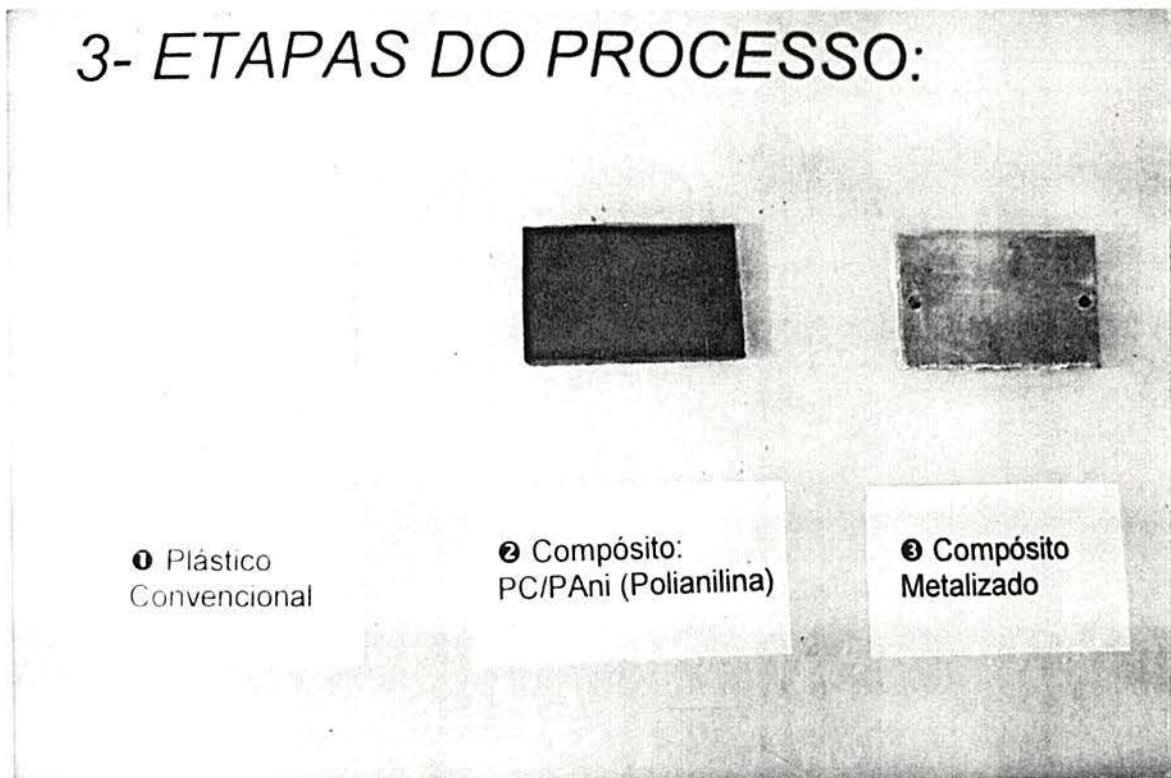 3- ETAPAS DO PROCESSO:
❶ Plástico
Convencional
❷ Compósito:
PC/PAni (Polianilina)
❸ Compósito
Metalizado